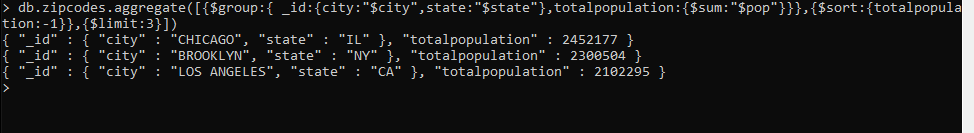 > db.zipcodes.aggregate([{$group:{ _id:{city:"$city",state:"$state"},totalpopulation:{$sum:"$pop"}}},{$sort:{totalpopula
tion:-1}},{$limit:3}])
{ "_id" : { "city" : "CHICAGO", "state" : "IL" }, "totalpopulation" : 2452177 }
{ "_id" : { "city" : "BROOKLYN", "state" : "NY" }, "totalpopulation" : 2300504 }
{ "_id" : { "city" : "LOS ANGELES", "state" : "CA" }, "totalpopulation" : 2102295 }
>